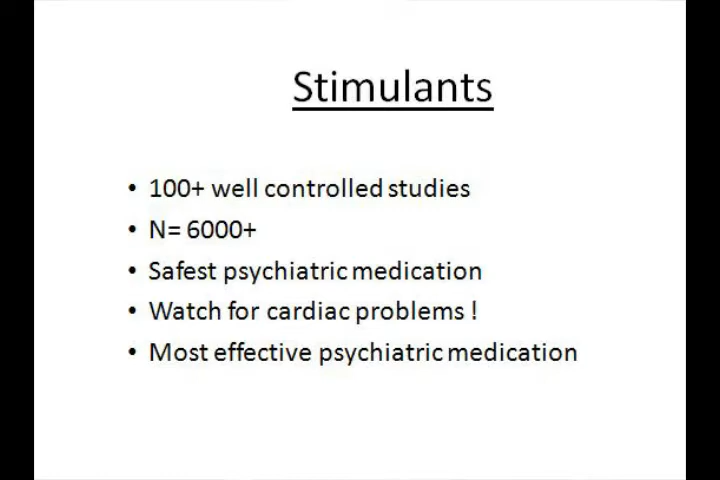 Stimulants
• 100+ well controlled studies
• N= 6000+
• Safest psychiatric medication
• Watch for cardiac problems !
• Most effective psychiatric medication